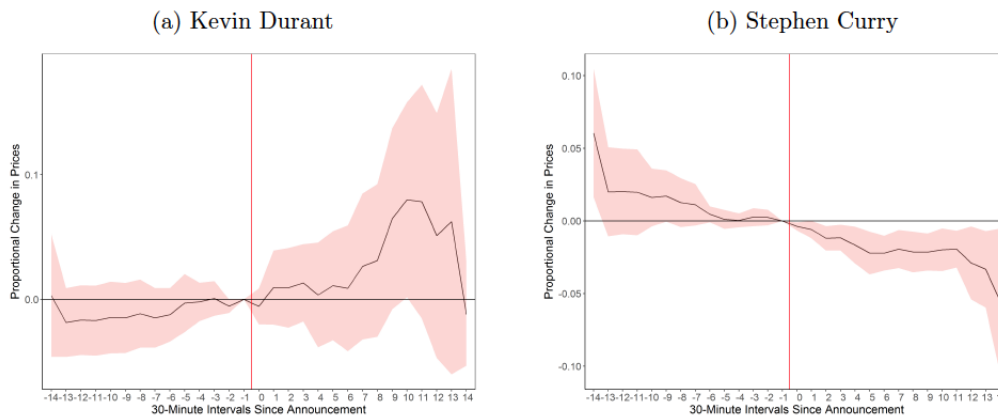 (a) Kevin Durant
Proportional Change in Prices
0.1
0.0
-14-13-12-11-10 -9 -8 -7 -6 -5 -4 -3 -2 -1 0 1 2 3 4 5 6 7 8 9 10 11 12 13 14
30-Minute Intervals Since Announcement
(b) Stephen Curry
Proportional Change in Prices
0.10
0.05
0.00
-0.05
-0.10
-14-13-12-11-10 -9 -8 -7 -6 -5 -4 -3 -2 -1 0 1 2 3 4 5 6 7 8 9 10 11 12 13
30-Minute Intervals Since Announcement